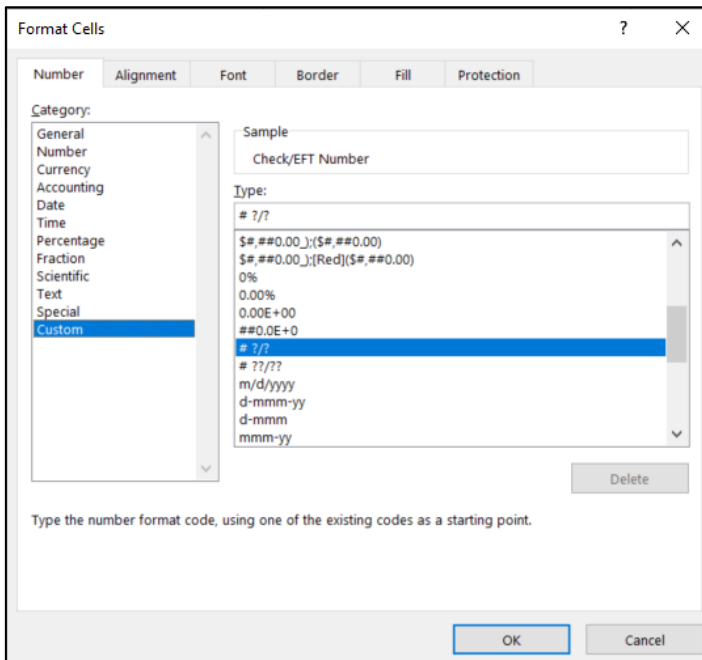 Format Cells ? X
Number Alignment Font Border Fill Protection
Category:
General
Number
Currency
Accounting
Date
Time
Percentage
Fraction
Scientific
Text
Special
Custom
Sample
Check/EFT Number
Type:
# ?/?
$#,##0.00_);($#,##0.00)
$#,##0.00_);[Red]($#,##0.00)
0%
0.00%
0.00E+00
##0.0E+0
# ?/?
# ??/??
m/d/yyyy
d-mmm-yy
d-mmm
mmm-yy
Delete
Type the number format code, using one of the existing codes as a starting point.
OK Cancel